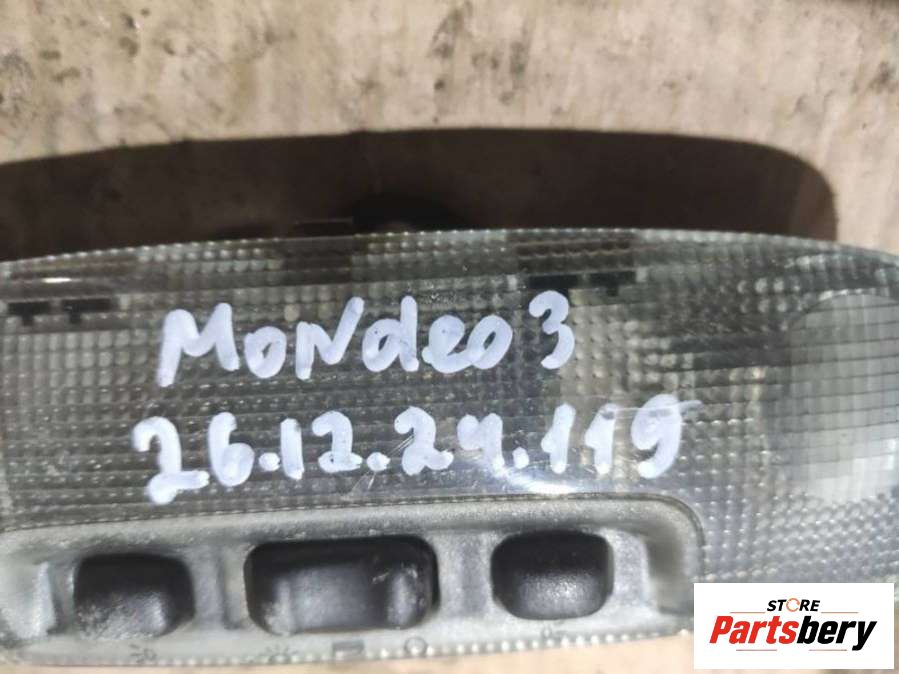 Mondeo 3
26.12.24.119
STORE
Partsbery